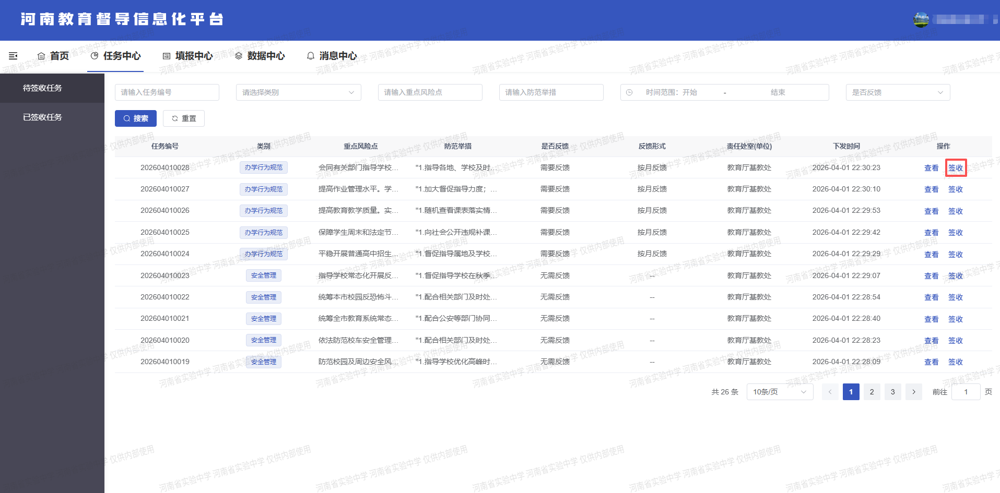 河南教育督导信息化平台
首页 任务中心 填报中心 数据中心 消息中心
待签收任务
已签收任务
请输入任务编号 请选择类别 请输入重点风险点 请输入防范举措 时间范围：开始 - 结束 是否反馈
搜索 重置
任务编号 类别 重点风险点 防范举措 是否反馈 反馈形式 责任处室(单位) 下发时间 操作
202604010028 办学行为规范 会同有关部门指导学校... "1.指导各地、学校及时... 需要反馈 按月反馈 教育厅基教处 2026-04-01 22:30:23 查看 签收
202604010027 办学行为规范 提高作业管理水平。学... "1.加大督促指导力度；... 需要反馈 按月反馈 教育厅基教处 2026-04-01 22:30:10 查看 签收
202604010026 办学行为规范 提高教育教学质量。实... "1.随机查看课表落实情... 需要反馈 按月反馈 教育厅基教处 2026-04-01 22:29:53 查看 签收
202604010025 办学行为规范 保障学生周末和法定节... "1.向社会公开违规补课... 需要反馈 按月反馈 教育厅基教处 2026-04-01 22:29:42 查看 签收
202604010024 办学行为规范 平稳开展普通高中招生... "1.督促指导属地及学校... 需要反馈 按月反馈 教育厅基教处 2026-04-01 22:29:29 查看 签收
202604010023 安全管理 指导学校常态化开展反... "1.督促指导学校在秋季... 无需反馈 -- 教育厅基教处 2026-04-01 22:29:07 查看 签收
202604010022 安全管理 统筹本市校园反恐怖斗... "1.配合相关部门及时处... 无需反馈 -- 教育厅基教处 2026-04-01 22:28:54 查看 签收
202604010021 安全管理 统筹全市教育系统常态... "1.配合公安等部门协同... 无需反馈 -- 教育厅基教处 2026-04-01 22:28:40 查看 签收
202604010020 安全管理 依法防范校车安全管理... "1.配合相关部门及时处... 无需反馈 -- 教育厅基教处 2026-04-01 22:28:23 查看 签收
202604010019 安全管理 防范校园及周边安全风... "1.指导学校优化高峰时... 无需反馈 -- 教育厅基教处 2026-04-01 22:28:09 查看 签收
共 26 条 10条/页 1 2 3 前往 1 页
河南省实验中学 河南省实验中学 仅供内部使用